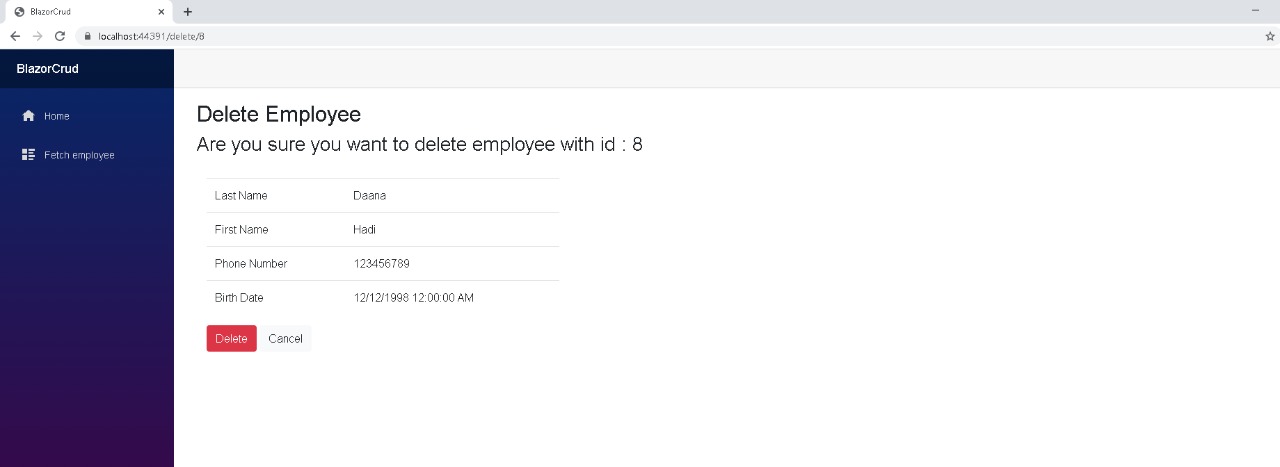 BlazorCrud
localhost:44391/delete/8
BlazorCrud
Home
Fetch employee
Delete Employee
Are you sure you want to delete employee with id : 8
Last Name Daana
First Name Hadi
Phone Number 123456789
Birth Date 12/12/1998 12:00:00 AM
Delete Cancel